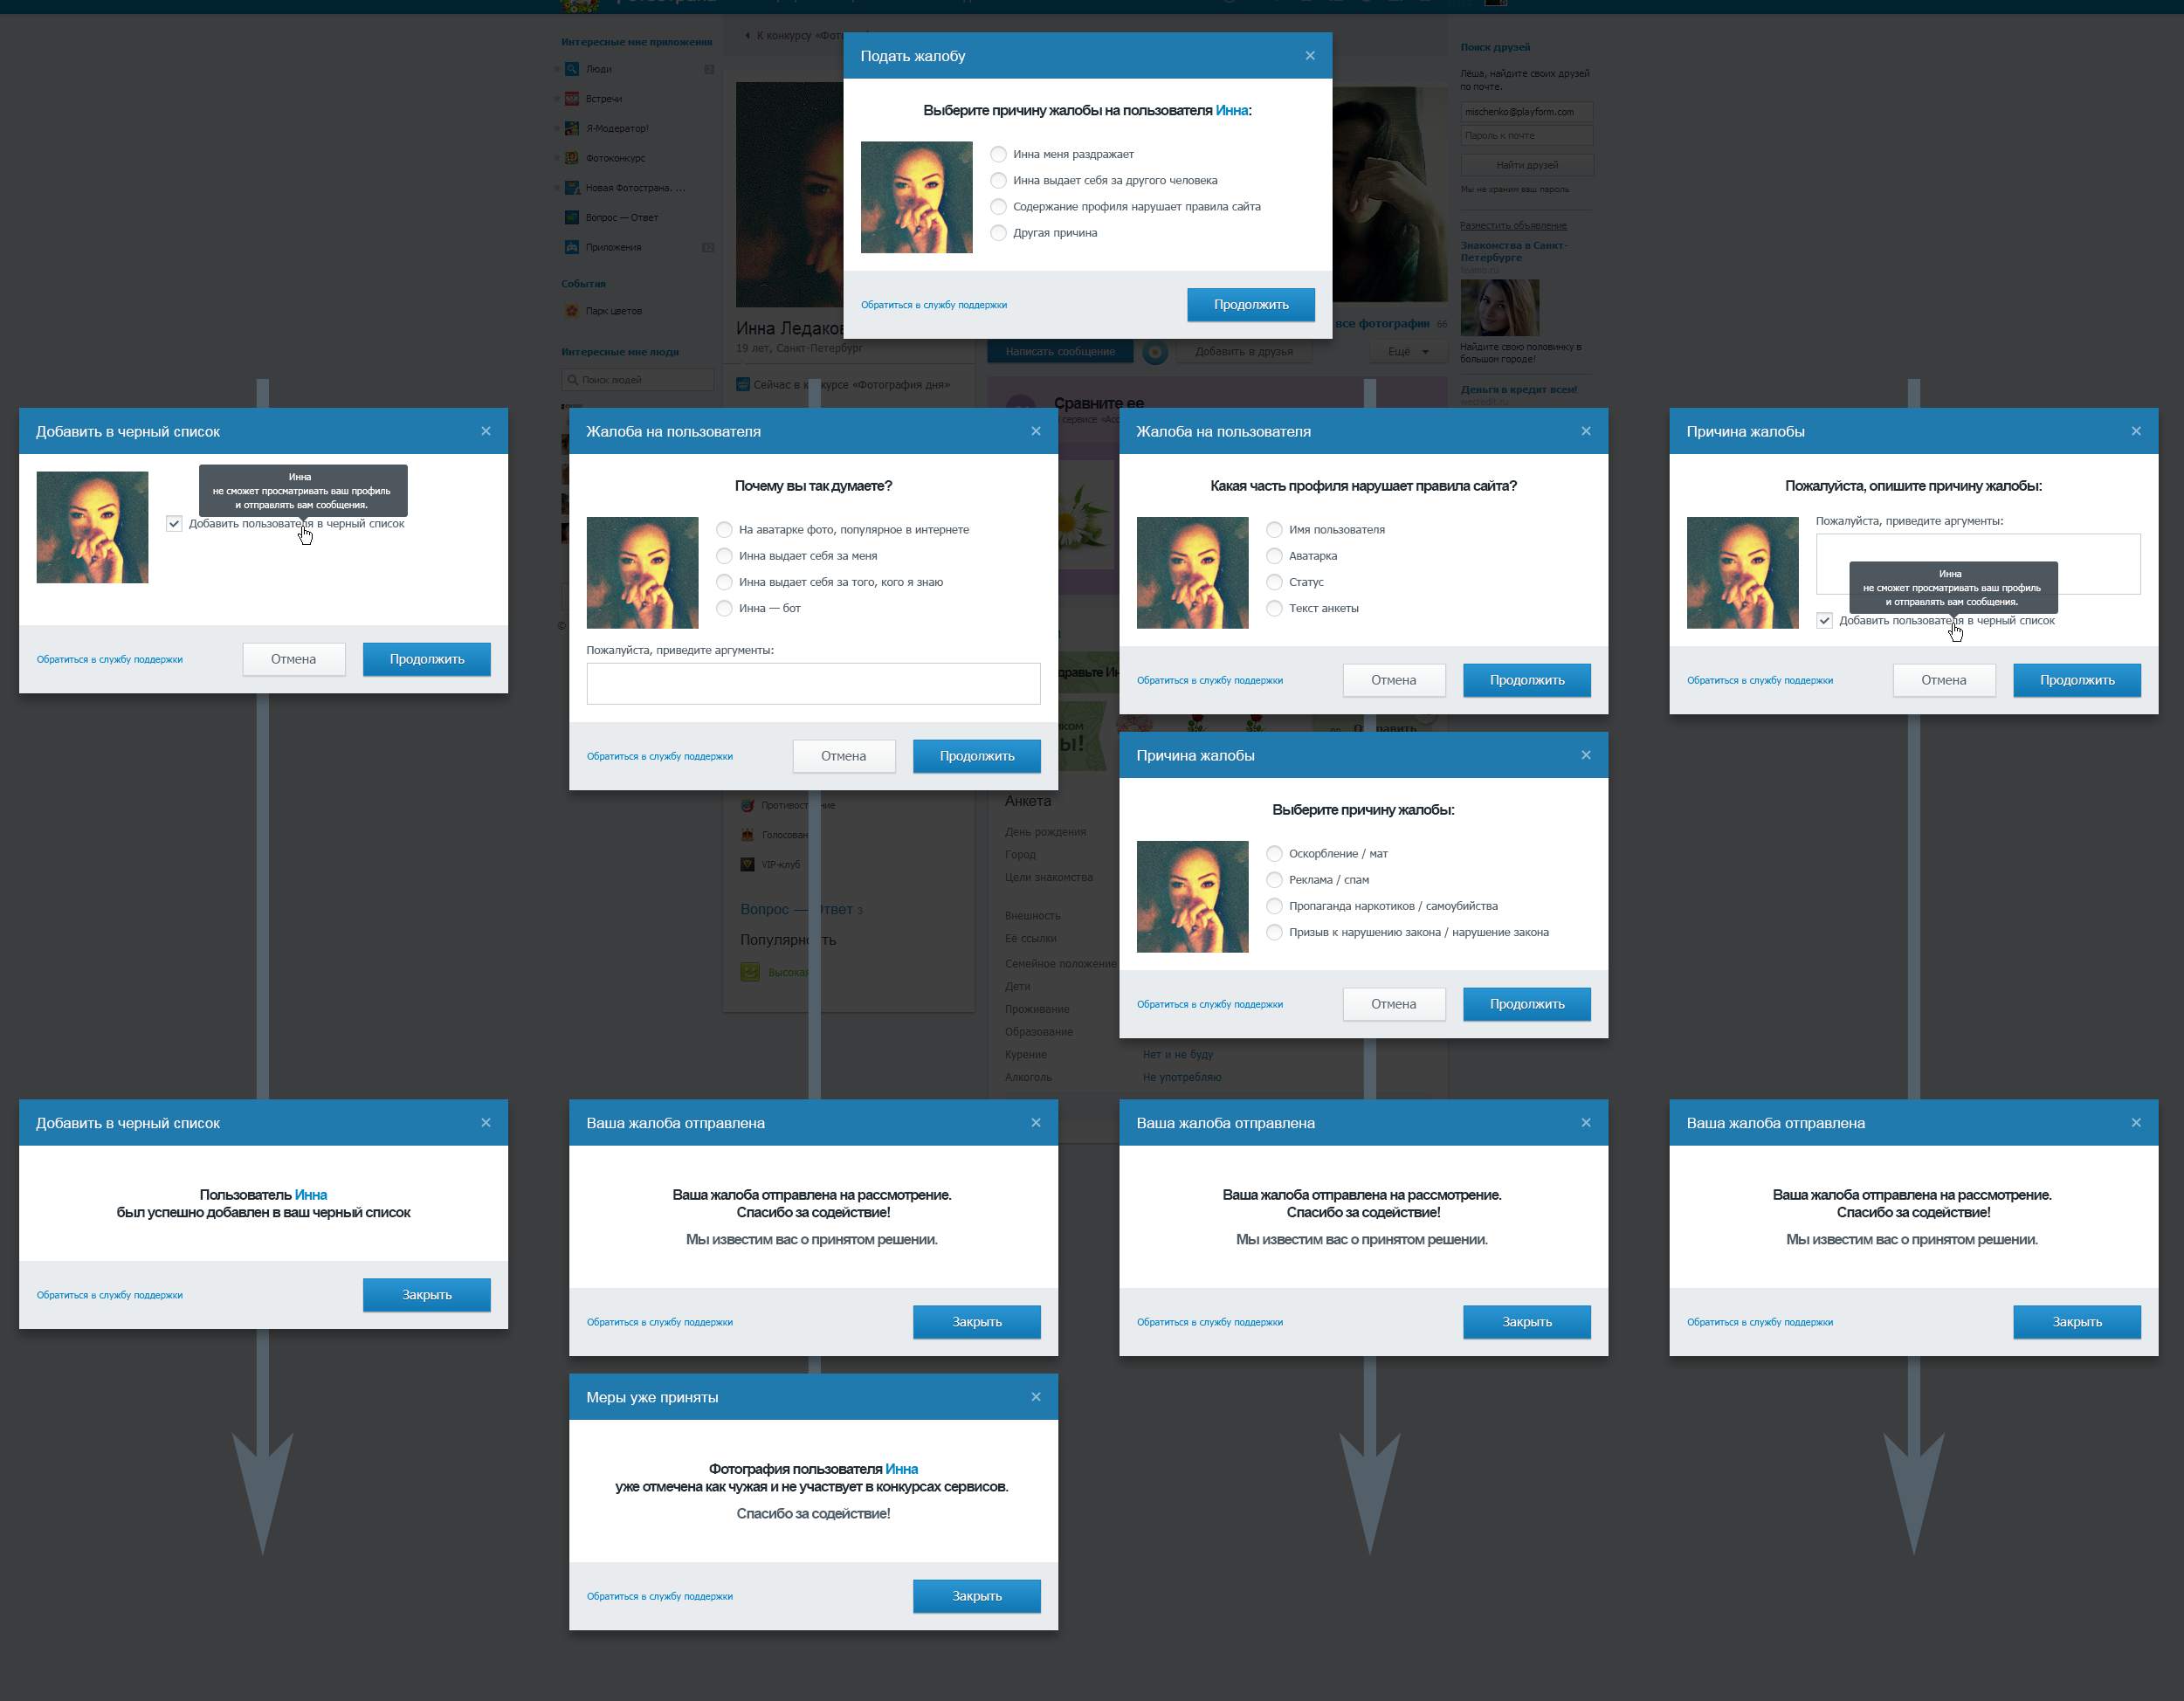 Интересные мне приложения
Люди
Встречи
Я-Модератор!
Фотоконкурс
Новая Фотострана. ...
Вопрос — Ответ
Приложения
События
Парк цветов
Интересные мне люди
Поиск людей
К конкурсу
Инна
19 лет, Санкт-Петербург
Сейчас в конкурсе «Фотография дня»
Подать жалобу
Выберите причину жалобы на пользователя Инна:
Инна меня раздражает
Инна выдает себя за другого человека
Содержание профиля нарушает правила сайта
Другая причина
Обратиться в службу поддержки
Продолжить
все фотографии 66
Написать сообщение
Добавить в друзья
Ещё
Сравните ее
Поиск друзей
Лёша, найдите своих друзей
по почте.
mischenko@playform.com
Пароль к почте
Найти друзей
Мы не храним ваш пароль
Разместить объявление
Знакомства в Санкт-
Петербурге
Найдите свою половинку в
большом городе!
Деньги в кредит всем!
Добавить в черный список
Инна
не сможет просматривать ваш профиль
и отправлять вам сообщения.
Добавить пользователя в черный список
Обратиться в службу поддержки
Отмена
Продолжить
Жалоба на пользователя
Почему вы так думаете?
На аватарке фото, популярное в интернете
Инна выдает себя за меня
Инна выдает себя за того, кого я знаю
Инна — бот
Пожалуйста, приведите аргументы:
Обратиться в службу поддержки
Отмена
Продолжить
Жалоба на пользователя
Какая часть профиля нарушает правила сайта?
Имя пользователя
Аватарка
Статус
Текст анкеты
Обратиться в службу поддержки
Отмена
Продолжить
Причина жалобы
Пожалуйста, опишите причину жалобы:
Пожалуйста, приведите аргументы:
Инна
не сможет просматривать ваш профиль
и отправлять вам сообщения.
Добавить пользователя в черный список
Обратиться в службу поддержки
Отмена
Продолжить
Голосован
VIP-клуб
Вопрос — Ответ 3
Популярность
Высокая
Анкета
День рождения
Город
Цели знакомства
Внешность
Её ссылки
Семейное положение
Дети
Проживание
Образование
Курение
Нет и не буду
Алкоголь
Не употребляю
Причина жалобы
Выберите причину жалобы:
Оскорбление / мат
Реклама / спам
Пропаганда наркотиков / самоубийства
Призыв к нарушению закона / нарушение закона
Обратиться в службу поддержки
Отмена
Продолжить
Добавить в черный список
Пользователь Инна
был успешно добавлен в ваш черный список
Обратиться в службу поддержки
Закрыть
Ваша жалоба отправлена
Ваша жалоба отправлена на рассмотрение.
Спасибо за содействие!
Мы известим вас о принятом решении.
Обратиться в службу поддержки
Закрыть
Ваша жалоба отправлена
Ваша жалоба отправлена на рассмотрение.
Спасибо за содействие!
Мы известим вас о принятом решении.
Обратиться в службу поддержки
Закрыть
Ваша жалоба отправлена
Ваша жалоба отправлена на рассмотрение.
Спасибо за содействие!
Мы известим вас о принятом решении.
Обратиться в службу поддержки
Закрыть
Меры уже приняты
Фотография пользователя Инна
уже отмечена как чужая и не участвует в конкурсах сервисов.
Спасибо за содействие!
Обратиться в службу поддержки
Закрыть